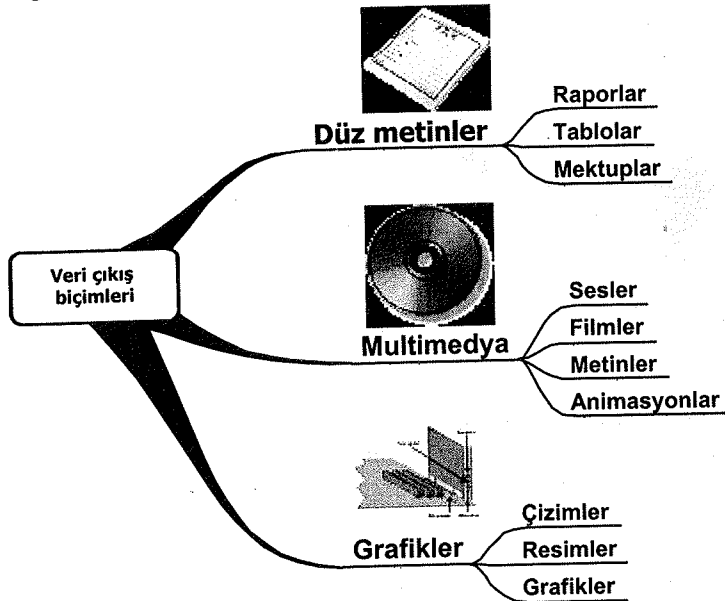 Veri çıkış
biçimleri
Düz metinler
Raporlar
Tablolar
Mektuplar
Multimedya
Sesler
Filmler
Metinler
Animasyonlar
Grafikler
Çizimler
Resimler
Grafikler